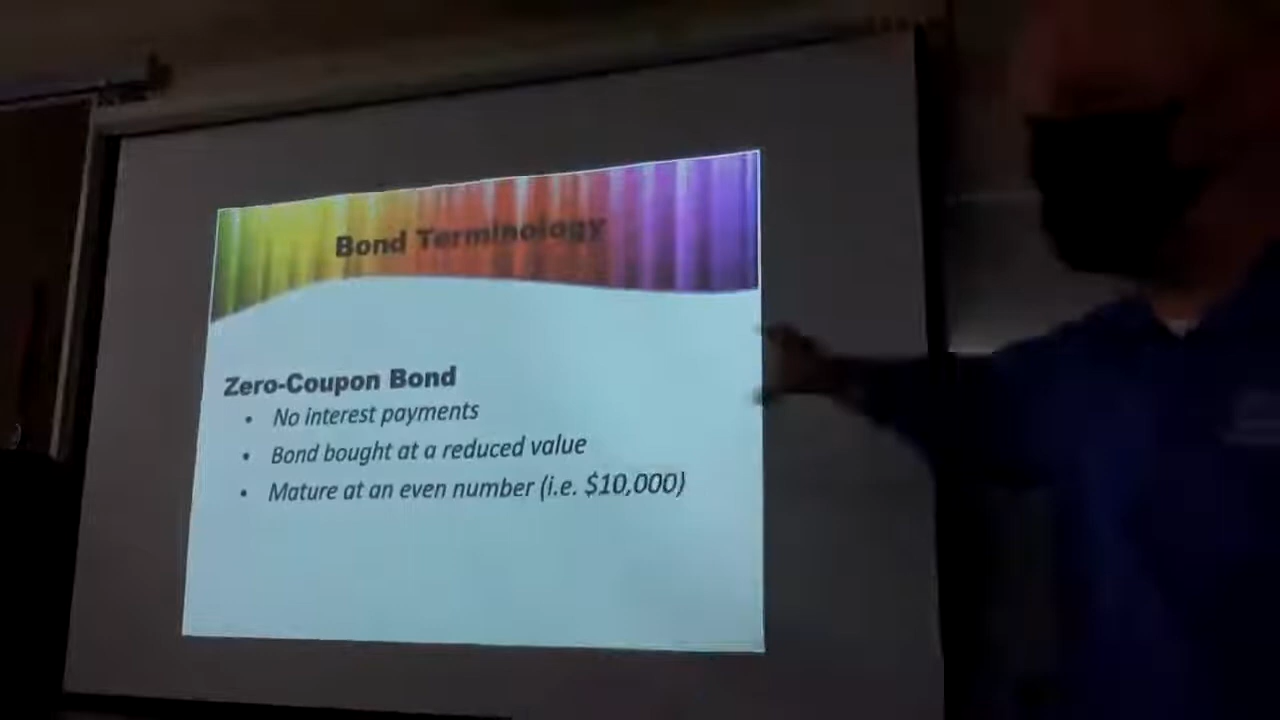 Bond Terminology
Zero-Coupon Bond
• No interest payments
• Bond bought at a reduced value
• Mature at an even number (i.e. $10,000)